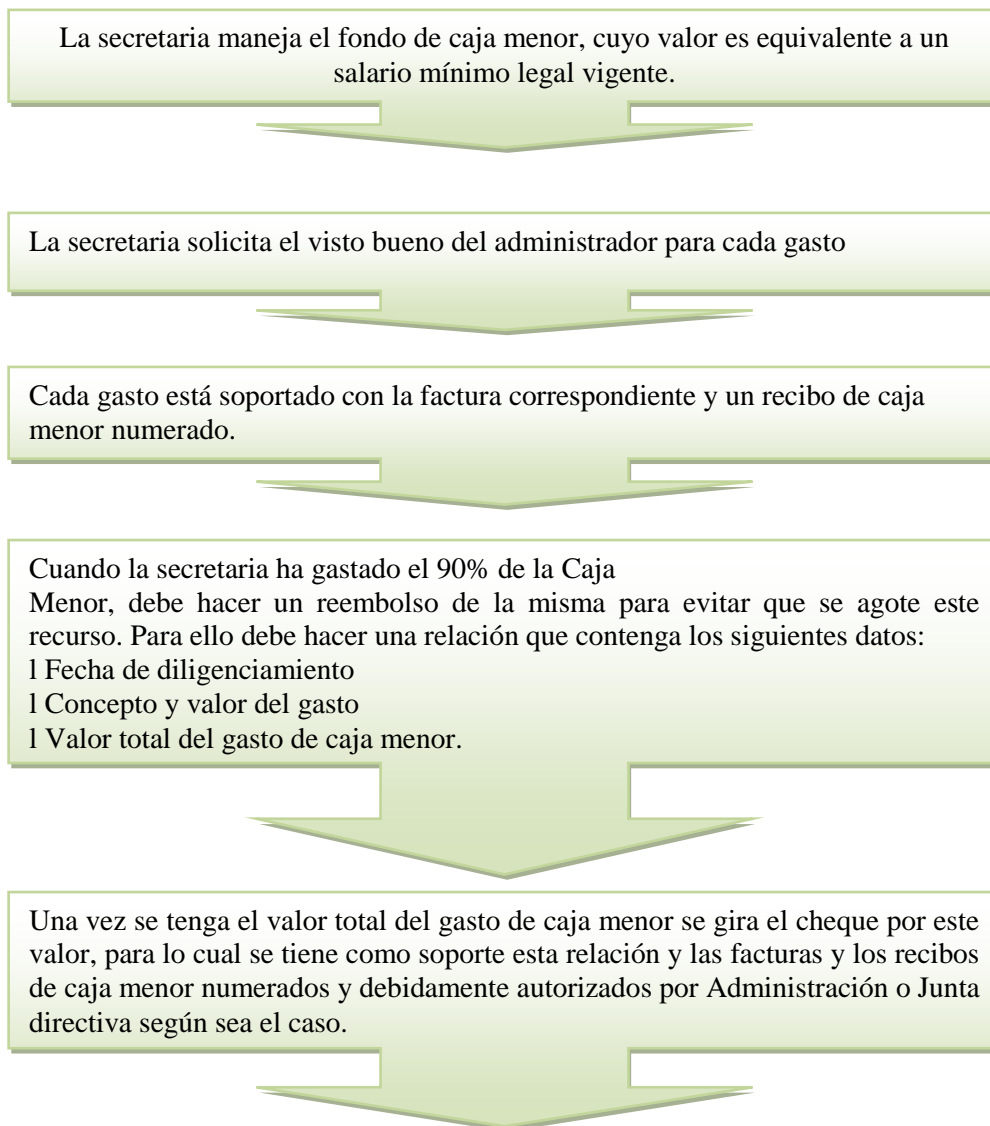 La secretaria maneja el fondo de caja menor, cuyo valor es equivalente a un
salario mínimo legal vigente.
La secretaria solicita el visto bueno del administrador para cada gasto
Cada gasto está soportado con la factura correspondiente y un recibo de caja
menor numerado.
Cuando la secretaria ha gastado el 90% de la Caja
Menor, debe hacer un reembolso de la misma para evitar que se agote este
recurso. Para ello debe hacer una relación que contenga los siguientes datos:
l Fecha de diligenciamiento
l Concepto y valor del gasto
l Valor total del gasto de caja menor.
Una vez se tenga el valor total del gasto de caja menor se gira el cheque por este
valor, para lo cual se tiene como soporte esta relación y las facturas y los recibos
de caja menor numerados y debidamente autorizados por Administración o Junta
directiva según sea el caso.